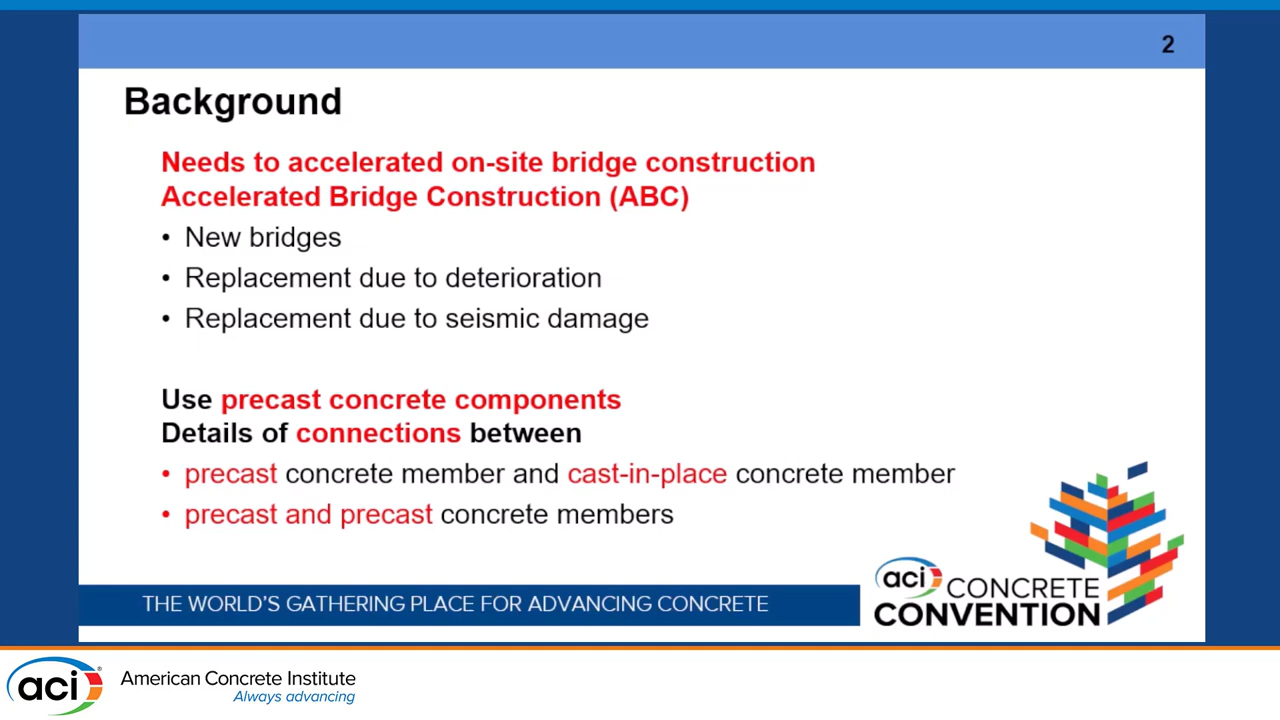 2
Background
Needs to accelerated on-site bridge construction
Accelerated Bridge Construction (ABC)
• New bridges
• Replacement due to deterioration
• Replacement due to seismic damage
Use precast concrete components
Details of connections between
• precast concrete member and cast-in-place concrete member
• precast and precast concrete members
THE WORLD'S GATHERING PLACE FOR ADVANCING CONCRETE
aci CONCRETE
CONVENTION
aci® American Concrete Institute
Always advancing